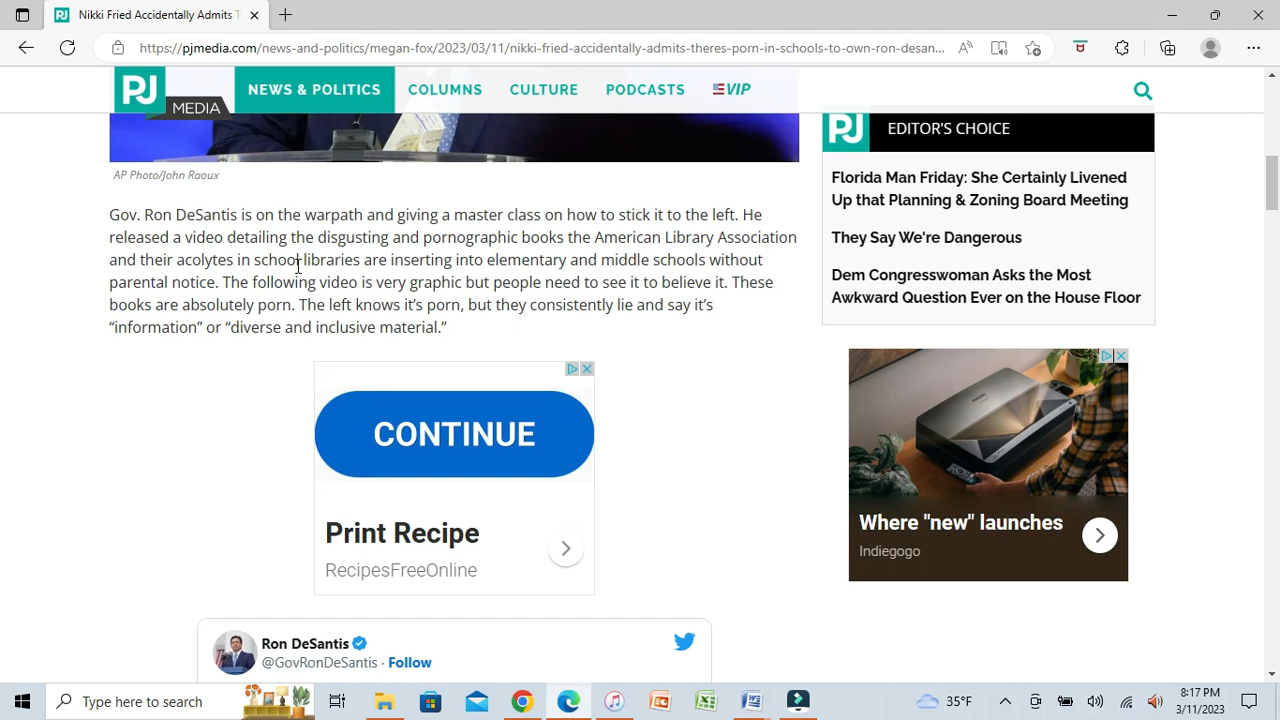 Nikki Fried Accidentally Admits T
https://pjmedia.com/news-and-politics/megan-fox/2023/03/11/nikki-fried-accidentally-admits-theres-porn-in-schools-to-own-ron-desan...
PJ MEDIA
NEWS & POLITICS
COLUMNS
CULTURE
PODCASTS
VIP
AP Photo/John Raoux
Gov. Ron DeSantis is on the warpath and giving a master class on how to stick it to the left. He
released a video detailing the disgusting and pornographic books the American Library Association
and their acolytes in school libraries are inserting into elementary and middle schools without
parental notice. The following video is very graphic but people need to see it to believe it. These
books are absolutely porn. The left knows it’s porn, but they consistently lie and say it’s
“information” or “diverse and inclusive material.”
CONTINUE
Print Recipe
RecipesFreeOnline
Ron DeSantis
@GovRonDeSantis · Follow
PJ EDITOR'S CHOICE
Florida Man Friday: She Certainly Livened
Up that Planning & Zoning Board Meeting
They Say We're Dangerous
Dem Congresswoman Asks the Most
Awkward Question Ever on the House Floor
Where "new" launches
Indiegogo
Type here to search
35°F
8:17 PM
3/11/2023